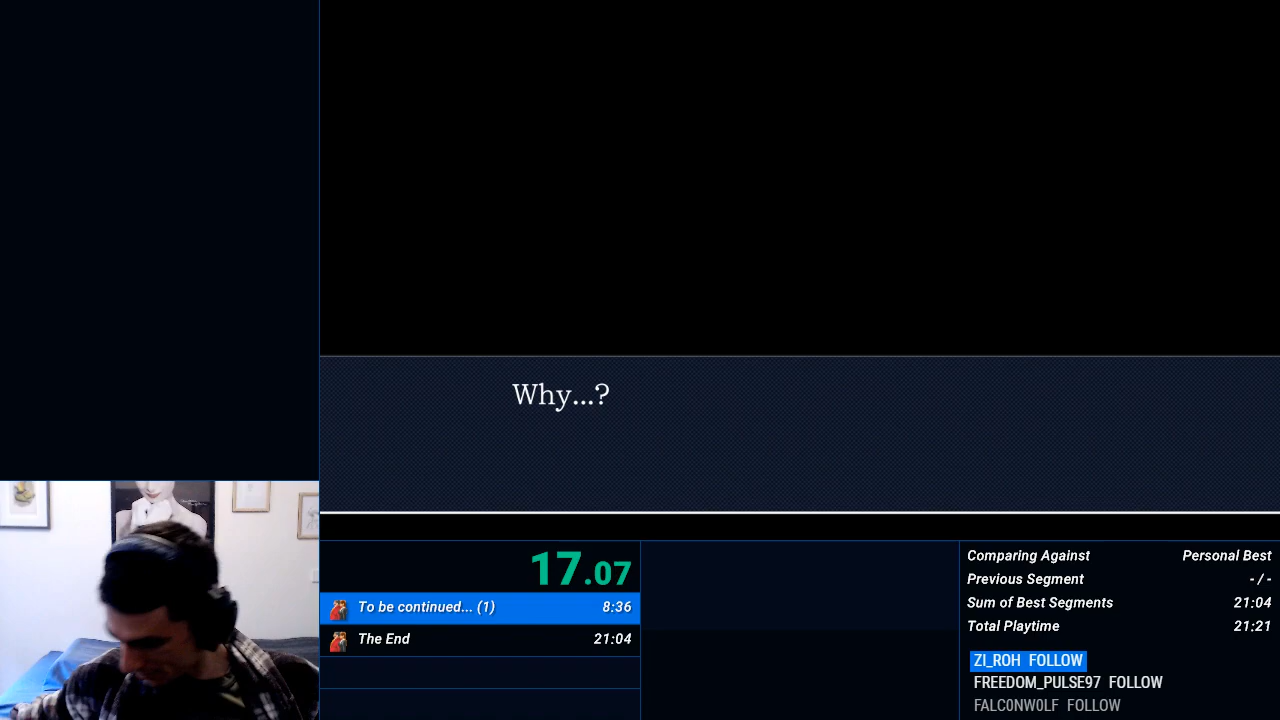 Why...?
17.07
To be continued... (1) 8:36
The End 21:04
Comparing Against Personal Best
Previous Segment - / -
Sum of Best Segments 21:04
Total Playtime 21:21
ZI_ROH FOLLOW
FREEDOM_PULSE97 FOLLOW
FALC0NW0LF FOLLOW